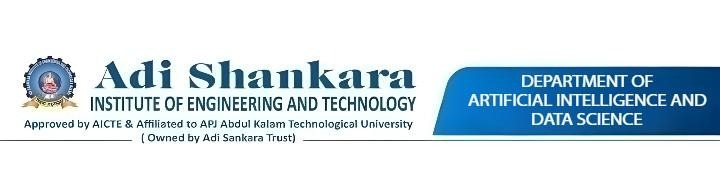 Adi Shankara
INSTITUTE OF ENGINEERING AND TECHNOLOGY
Approved by AICTE & Affiliated to APJ Abdul Kalam Technological University
( Owned by Adi Sankara Trust)
DEPARTMENT OF
ARTIFICIAL INTELLIGENCE AND
DATA SCIENCE